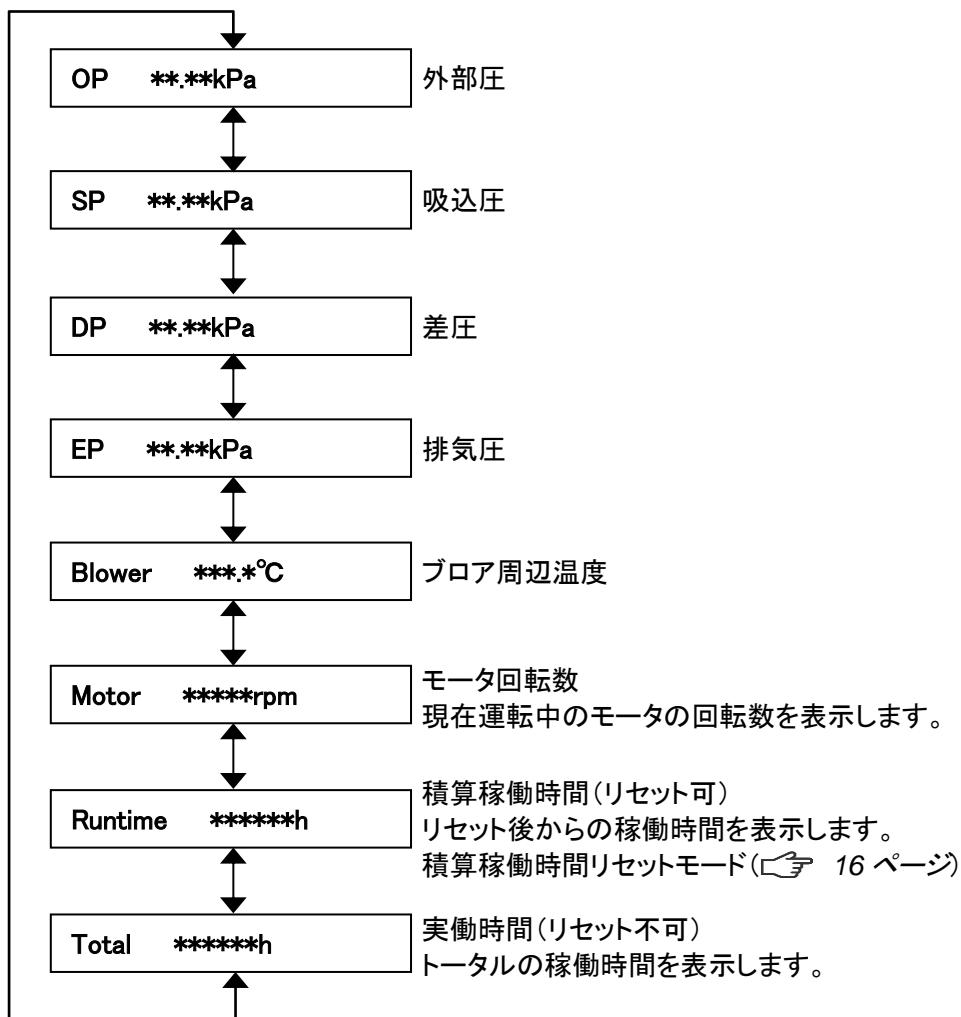 OP **.**kPa 外部圧
SP **.**kPa 吸込圧
DP **.**kPa 差圧
EP **.**kPa 排気圧
Blower ***.*℃ ブロア周辺温度
Motor *****rpm モータ回転数
現在運転中のモータの回転数を表示します。
Runtime ******h 積算稼働時間(リセット可)
リセット後からの稼働時間を表示します。
積算稼働時間リセットモード(☞ 16 ページ)
Total ******h 実働時間(リセット不可)
トータルの稼働時間を表示します。